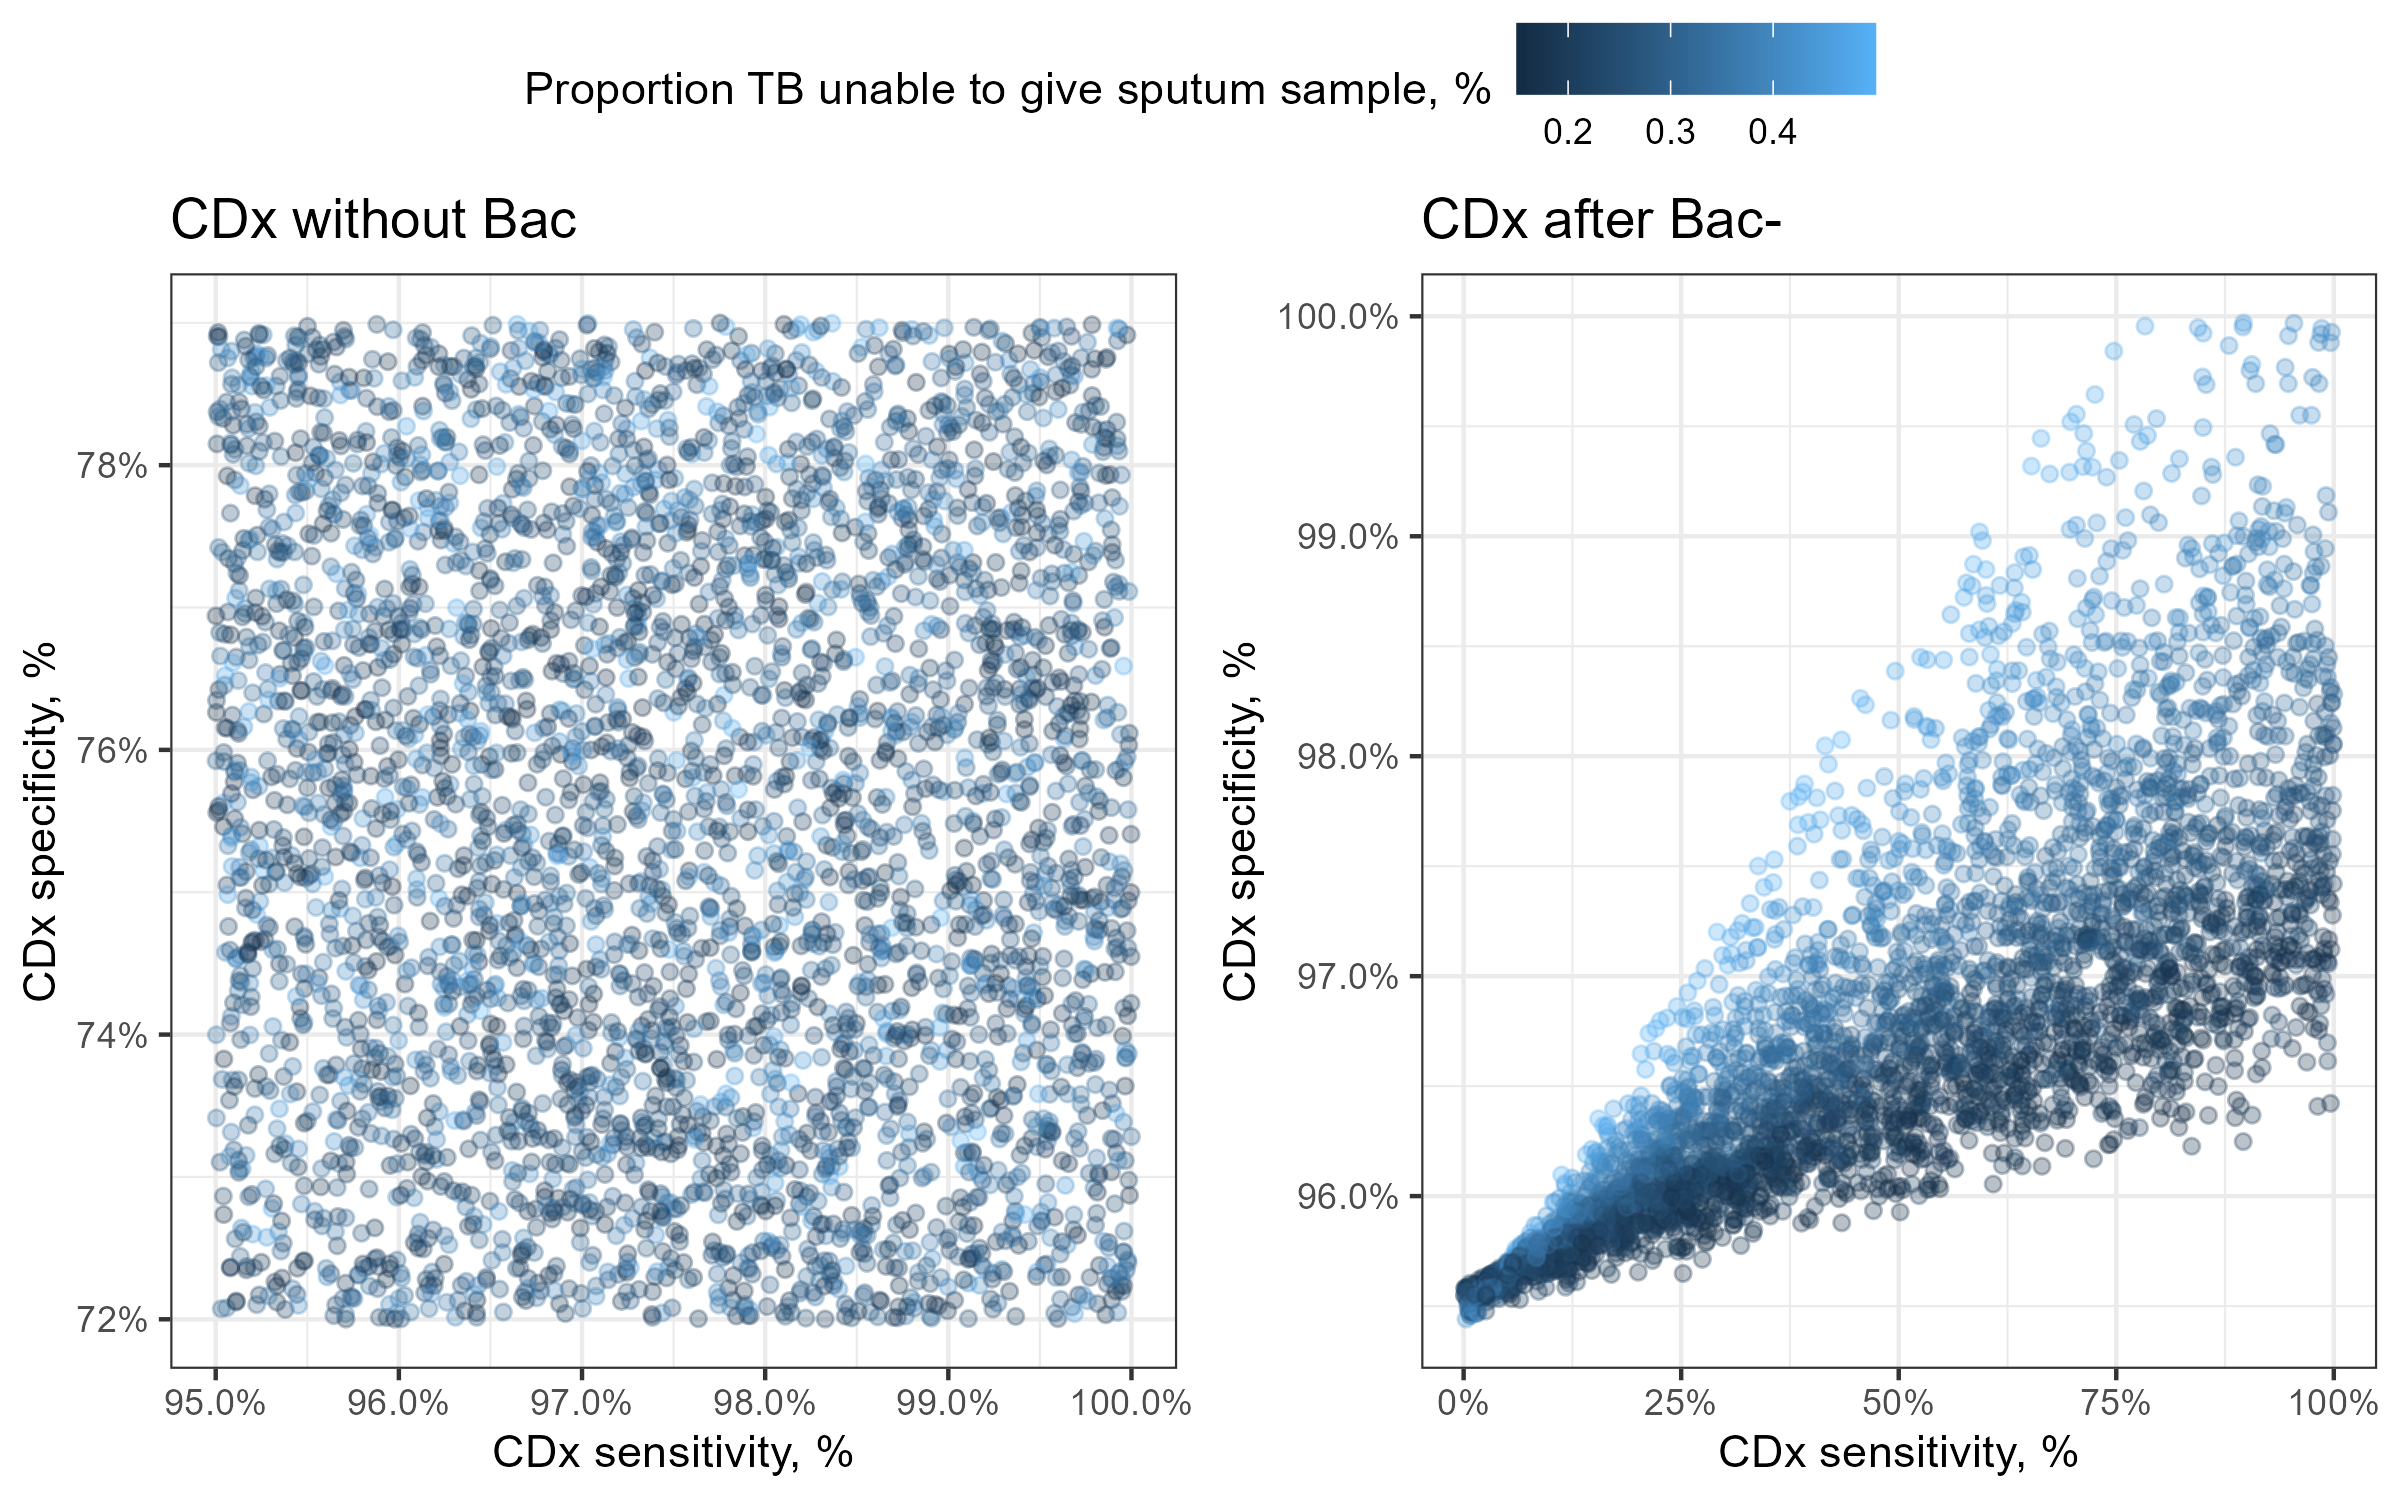 Proportion TB unable to give sputum sample, %
0.2 0.3 0.4
CDx without Bac
CDx specificity, %
78%
76%
74%
72%
95.0% 96.0% 97.0% 98.0% 99.0% 100.0%
CDx sensitivity, %
CDx after Bac-
CDx specificity, %
100.0%
99.0%
98.0%
97.0%
96.0%
0% 25% 50% 75% 100%
CDx sensitivity, %